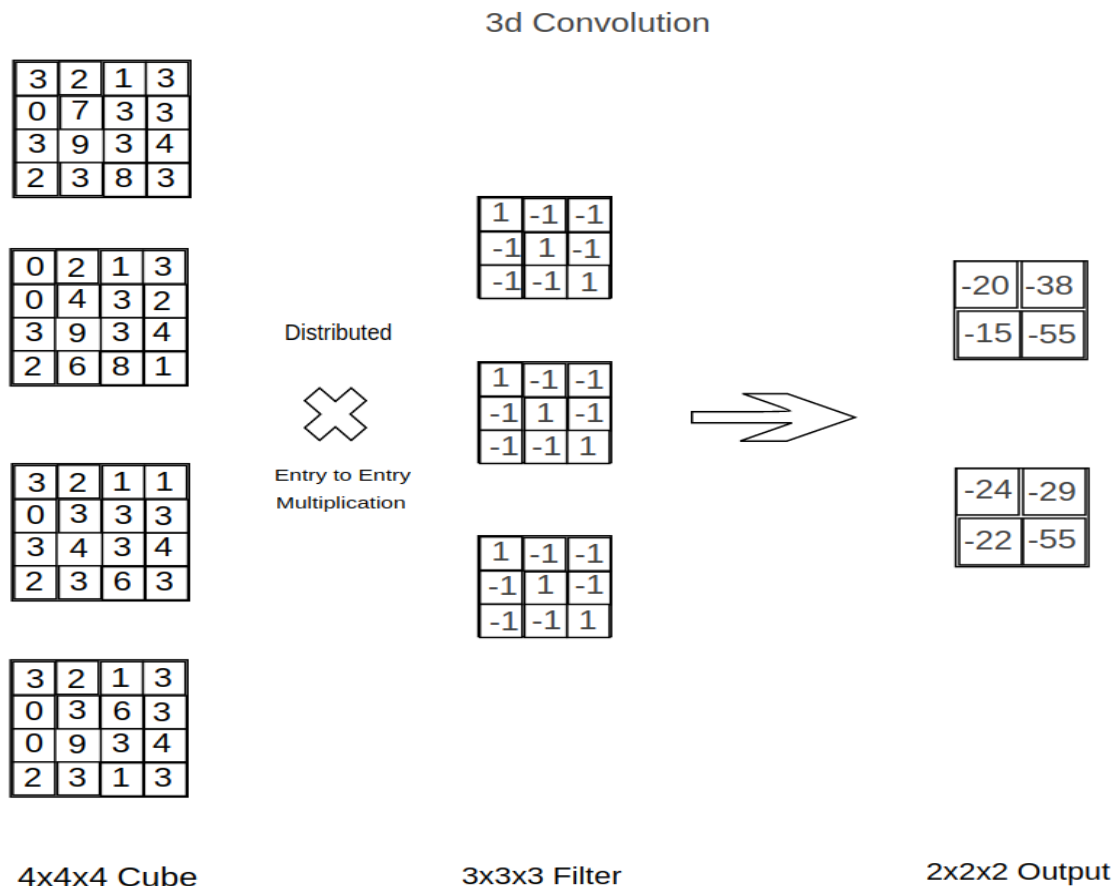 3d Convolution
3 2 1 3
0 7 3 3
3 9 3 4
2 3 8 3
0 2 1 3
0 4 3 2
3 9 3 4
2 6 8 1
3 2 1 1
0 3 3 3
3 4 3 4
2 3 6 3
3 2 1 3
0 3 6 3
0 9 3 4
2 3 1 3
4x4x4 Cube
Distributed
Entry to Entry
Multiplication
1 -1 -1
-1 1 -1
-1 -1 1
1 -1 -1
-1 1 -1
-1 -1 1
1 -1 -1
-1 1 -1
-1 -1 1
3x3x3 Filter
-20 -38
-15 -55
-24 -29
-22 -55
2x2x2 Output